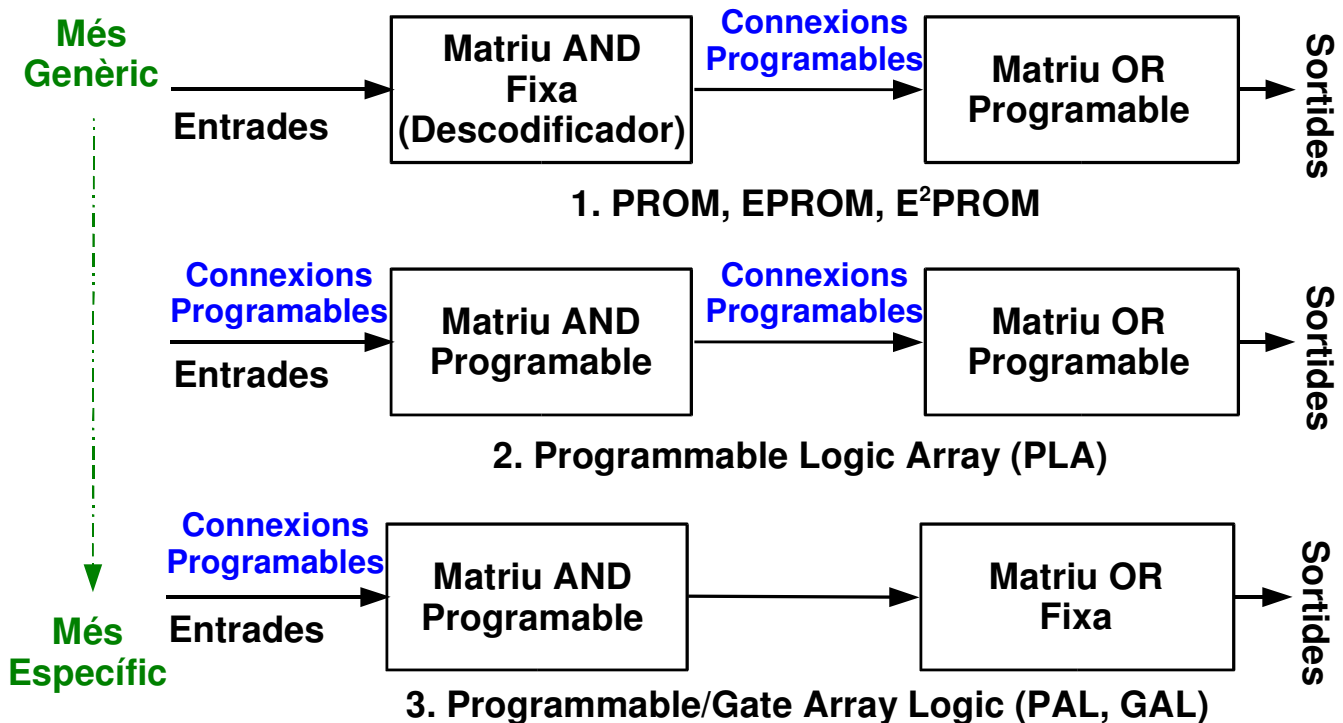 Més
Genèric
Entrades
Matriu AND
Fixa
(Descodificador)
Connexions
Programables
Matriu OR
Programable
Sortides
1. PROM, EPROM, E²PROM
Connexions
Programables
Entrades
Matriu AND
Programable
Connexions
Programables
Matriu OR
Programable
Sortides
2. Programmable Logic Array (PLA)
Connexions
Programables
Entrades
Matriu AND
Programable
Matriu OR
Fixa
Sortides
Més
Específic
3. Programmable/Gate Array Logic (PAL, GAL)